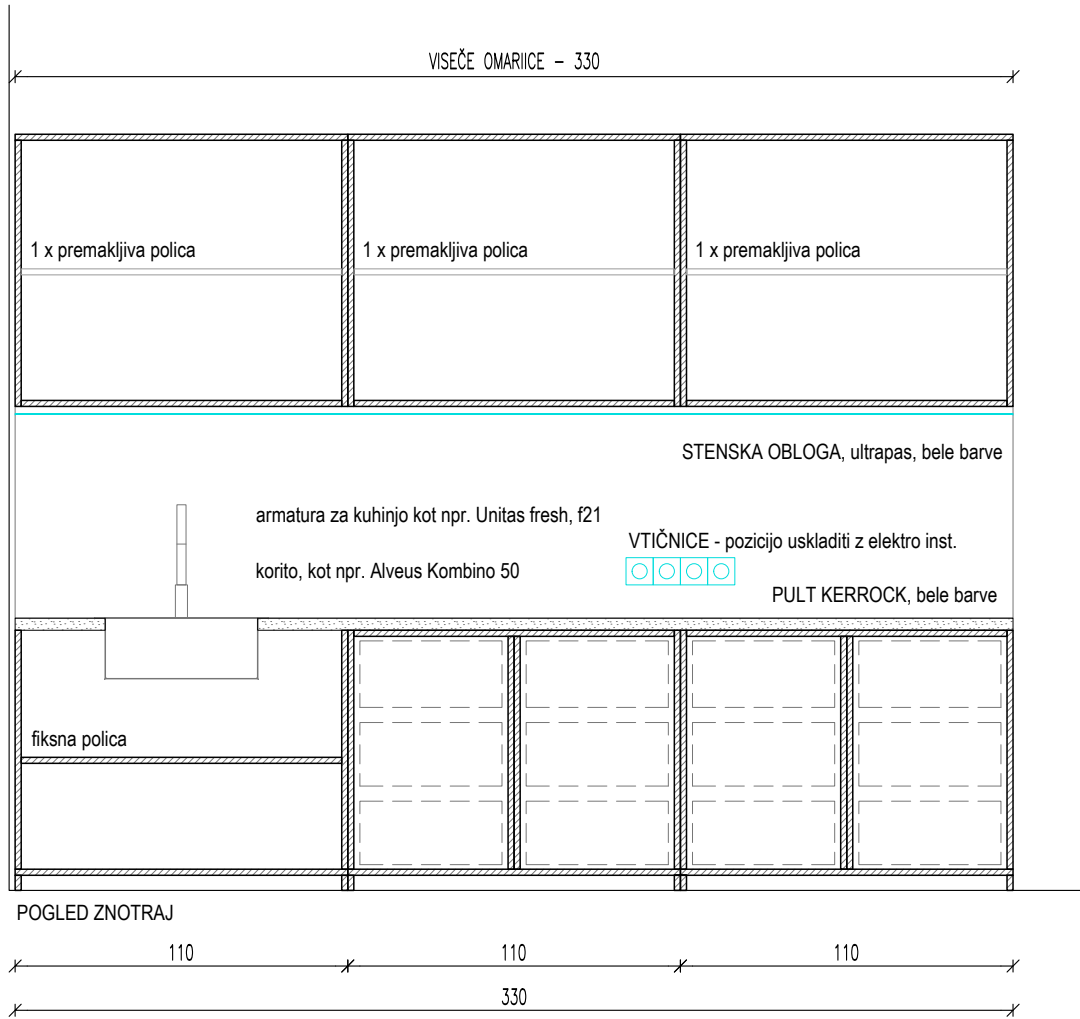 VISEČE OMARIICE – 330
1 x premakljiva polica
1 x premakljiva polica
1 x premakljiva polica
STENSKA OBLOGA, ultrapas, bele barve
armatura za kuhinjo kot npr. Unitas fresh, f21
VTIČNICE - pozicijo uskladiti z elektro inst.
korito, kot npr. Alveus Kombino 50
PULT KERROCK, bele barve
fiksna polica
POGLED ZNOTRAJ
110
110
110
330